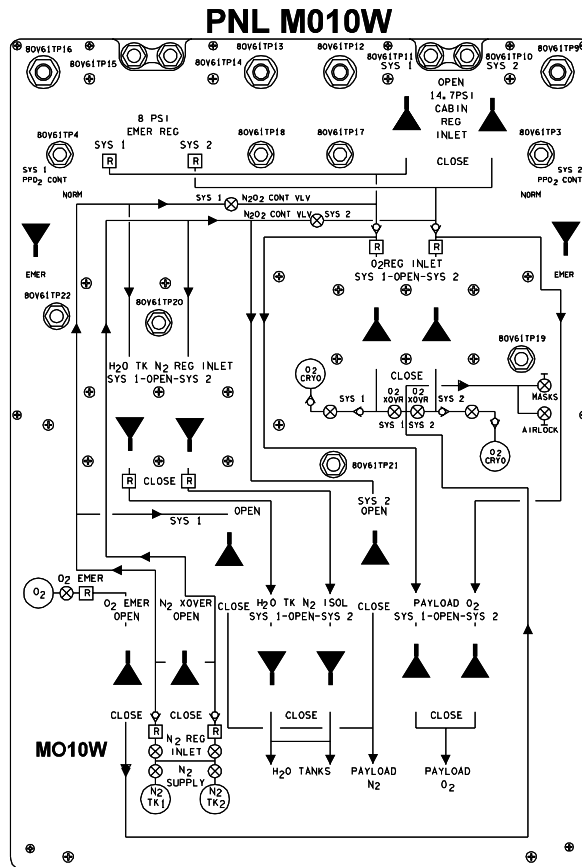 PNL M010W
80V61TP16
80V61TP15
80V61TP14
80V61TP13
80V61TP12
80V61TP11
SYS 1
80V61TP10
SYS 2
80V61TP9
OPEN
14.7PSI
CABIN
REG
INLET
CLOSE
8 PSI
EMER REG
SYS 1
SYS 2
R
R
80V61TP4
80V61TP18
80V61TP17
80V61TP3
SYS 1
PPO2 CONT
SYS 2
PPO2 CONT
NORM
NORM
EMER
EMER
SYS 1
N2O2 CONT VLV
N2O2 CONT VLV
SYS 2
R
R
O2REG INLET
SYS 1-OPEN-SYS 2
80V61TP22
80V61TP20
80V61TP19
H2O TK N2 REG INLET
SYS 1-OPEN-SYS 2
CLOSE
O2
CRYO
SYS 1
O2
XOVR
O2
XOVR
SYS 2
SYS 1
SYS 2
MASKS
AIRLOCK
O2
CRYO
80V61TP21
R
CLOSE
R
SYS 1
OPEN
SYS 2
OPEN
O2
O2 EMER
R
O2 EMER
OPEN
N2 XOVER
OPEN
CLOSE
H2O TK N2 ISOL
SYS 1-OPEN-SYS 2
CLOSE
PAYLOAD O2
SYS 1-OPEN-SYS 2
CLOSE
CLOSE
CLOSE
CLOSE
R
R
N2 REG
INLET
MO10W
N2
SUPPLY
N2
TK1
N2
TK2
H2O TANKS
PAYLOAD
N2
PAYLOAD
O2